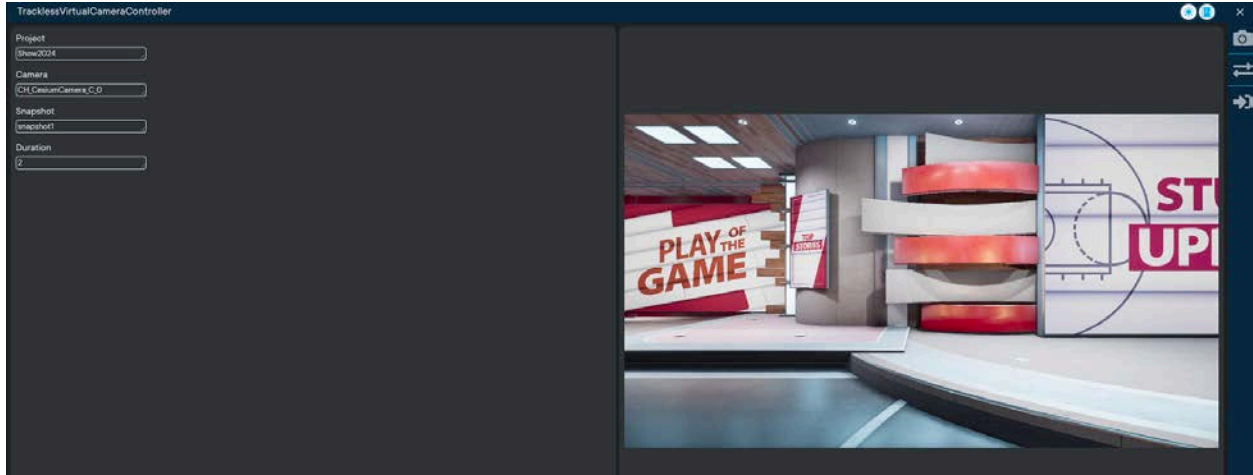 TracklessVirtualCameraController
Project
Show2024
Camera
CH_CesiumCamera_C_0
Snapshot
snapshot1
Duration
2
PLAY OF
THE
GAME
TOP
STORIES
STU
UP